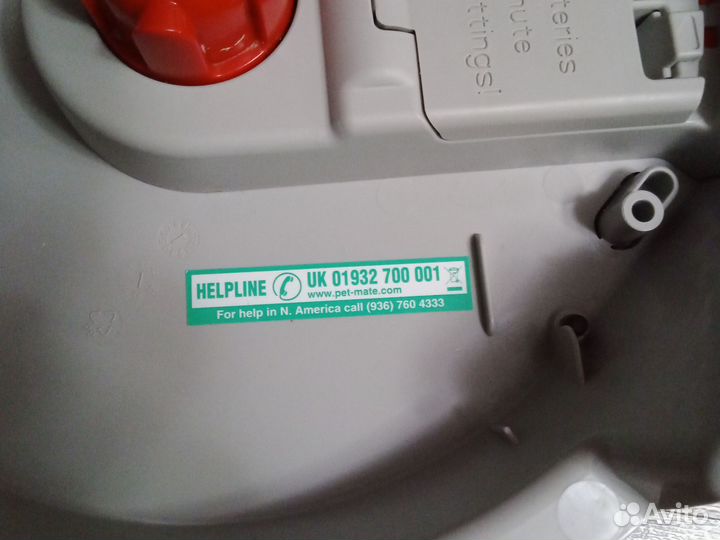 teries
nute
ttings!
HELPLINE UK 01932 700 001
www.pet-mate.com
For help in N. America call (936) 760 4333
Avito